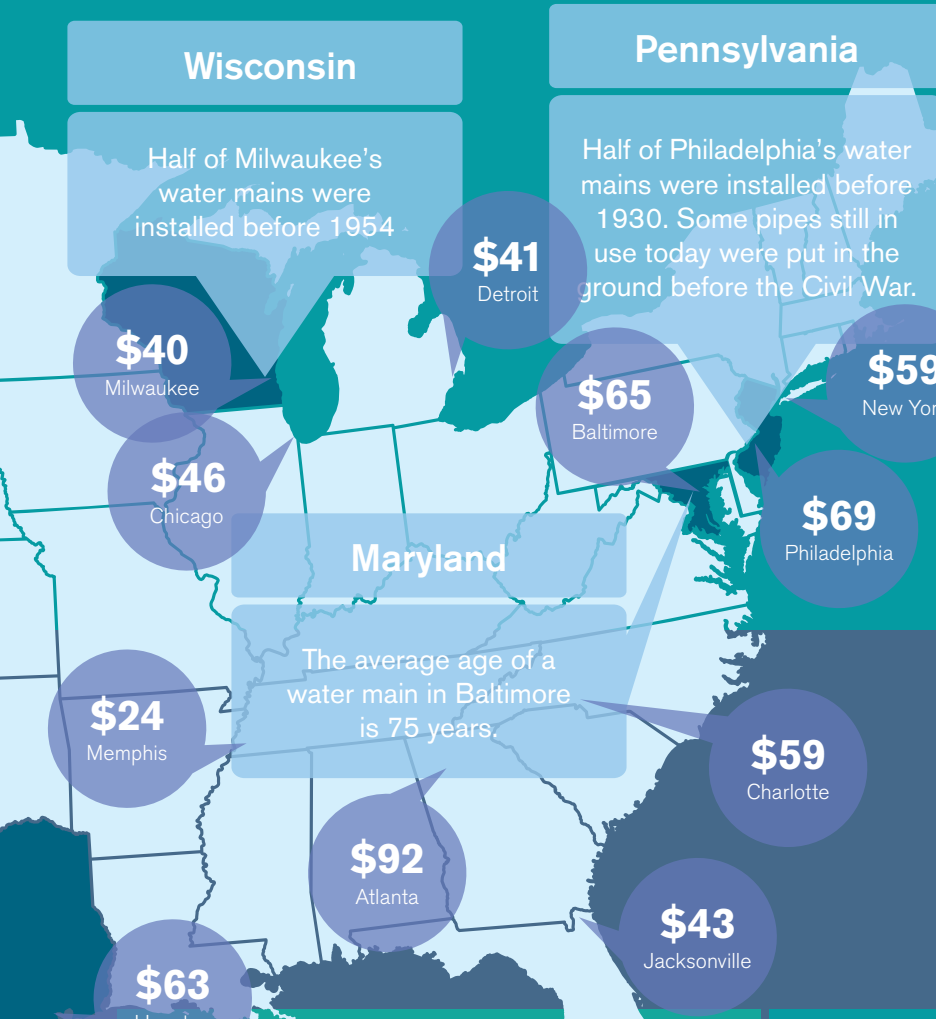 Wisconsin
Half of Milwaukee's
water mains were
installed before 1954
Pennsylvania
Half of Philadelphia's water
mains were installed before
1930. Some pipes still in
use today were put in the
ground before the Civil War.
$41
Detroit
$40
Milwaukee
$65
Baltimore
$59
New Yor
$46
Chicago
$69
Philadelphia
Maryland
The average age of a
water main in Baltimore
is 75 years.
$24
Memphis
$59
Charlotte
$92
Atlanta
$43
Jacksonville
$63